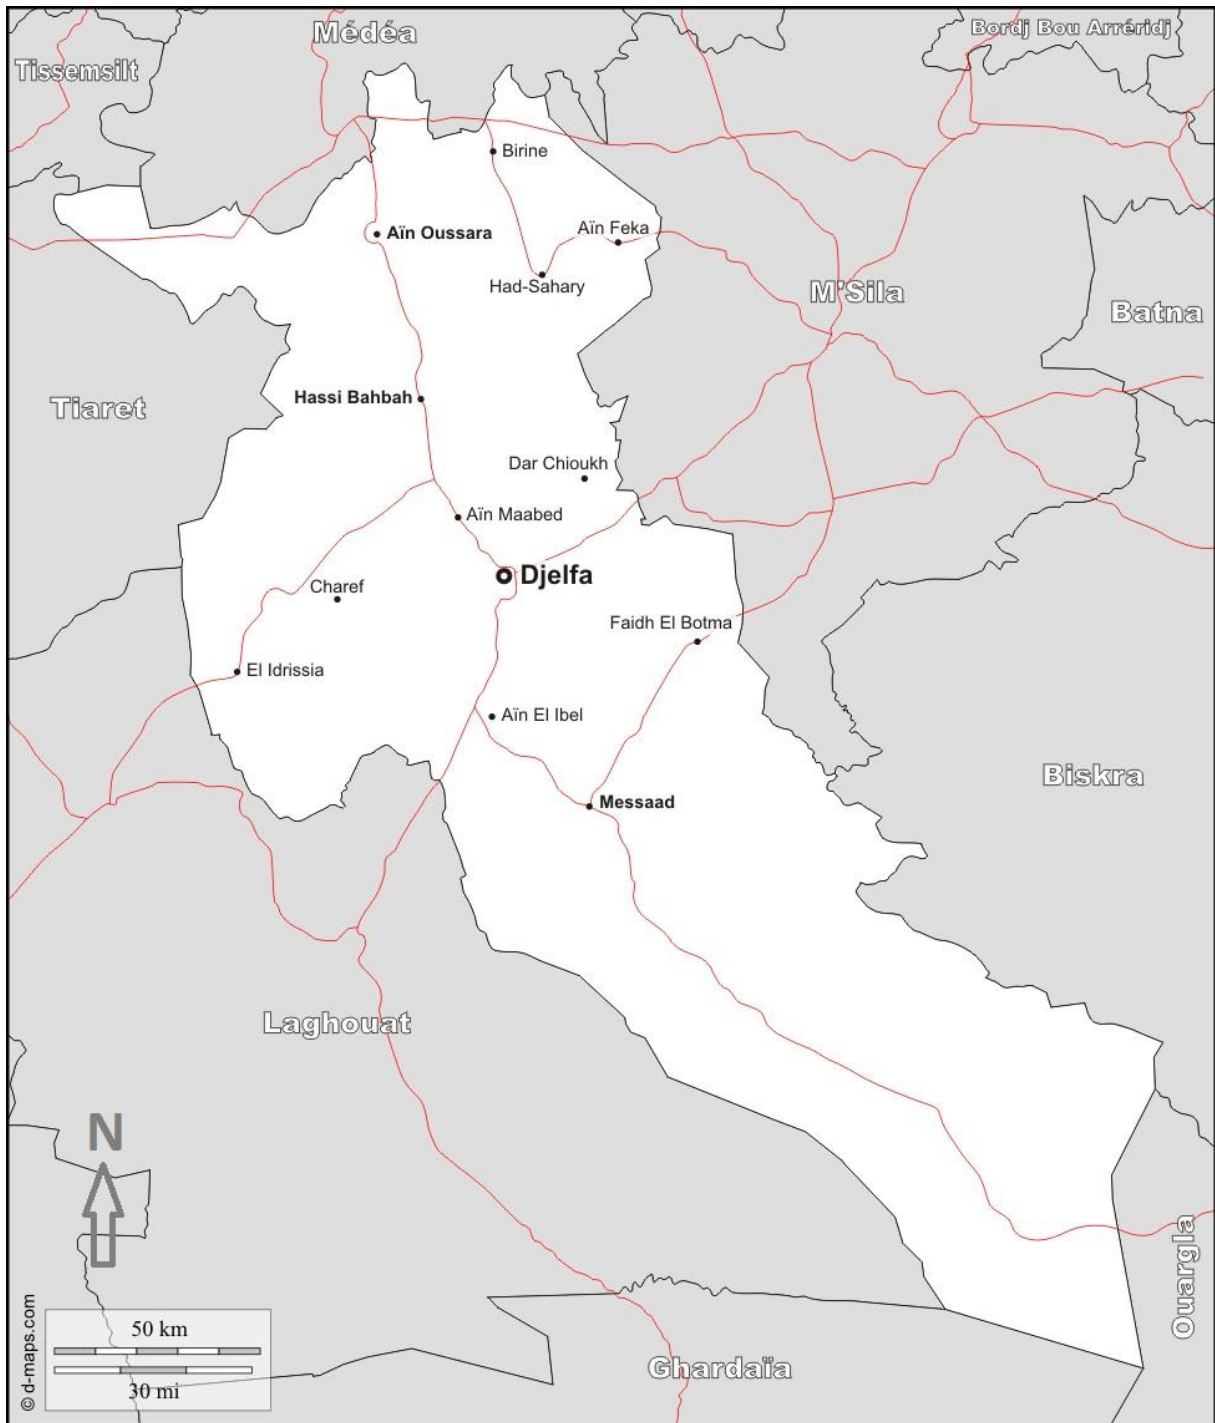 Médéa
Bordj Bou Arréridj
Tissemsilt
Birine
Aïn Feka
Aïn Oussara
Had-Sahary
M'Sila
Batna
Hassi Bahbah
Tiaret
Dar Chioukh
Aïn Maabed
Djelfa
Charef
Faidh El Botma
El Idrissia
Aïn El Ibel
Biskra
Messaad
Laghouat
N
Ouargla
50 km
30 mi
Ghardaïa
© d-maps.com